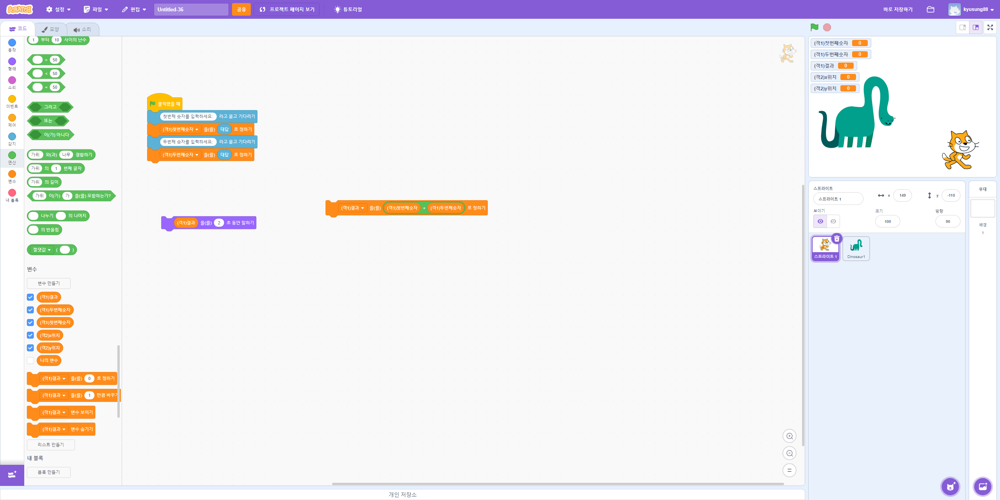 SCRATCH 설정 파일 편집 Untitled-36 공유 프로젝트 페이지 보기 튜토리얼 바로 저장하기 kyusung88
코드 모양 소리
동작
형태
소리
이벤트
제어
감지
연산
변수
내 블록
1 부터 10 사이의 난수
> 50
< 50
= 50
그리고
또는
이(가) 아니다
가위 와(과) 나무 결합하기
가위 의 1 번째 글자
가위 의 길이
가위 이(가) 가 을(를) 포함하는가?
나누기 의 나머지
의 반올림
절댓값 ( )
변수
변수 만들기
(객1)결과
(객1)두번째숫자
(객1)첫번째숫자
(객2)x위치
(객2)y위치
나의 변수
(객1)결과 을(를) 0 로 정하기
(객1)결과 을(를) 1 만큼 바꾸기
(객1)결과 변수 보이기
(객1)결과 변수 숨기기
리스트 만들기
내 블록
블록 만들기
클릭했을 때
첫번째 숫자를 입력하세요: 라고 묻고 기다리기
(객1)첫번째숫자 을(를) 대답 로 정하기
두번째 숫자를 입력하세요: 라고 묻고 기다리기
(객1)두번째숫자 을(를) 대답 로 정하기
(객1)결과 을(를) (객1)첫번째숫자 + (객1)두번째숫자 로 정하기
(객1)결과 을(를) 2 초 동안 말하기
개인 저장소
(객1)첫번째숫자 0
(객1)두번째숫자 0
(객1)결과 0
(객2)x위치 0
(객2)y위치 0
스프라이트
스프라이트 1 x 149 y -110
보이기 크기 방향
100 90
스프라이트 1 Dinosaur1
무대
배경
1